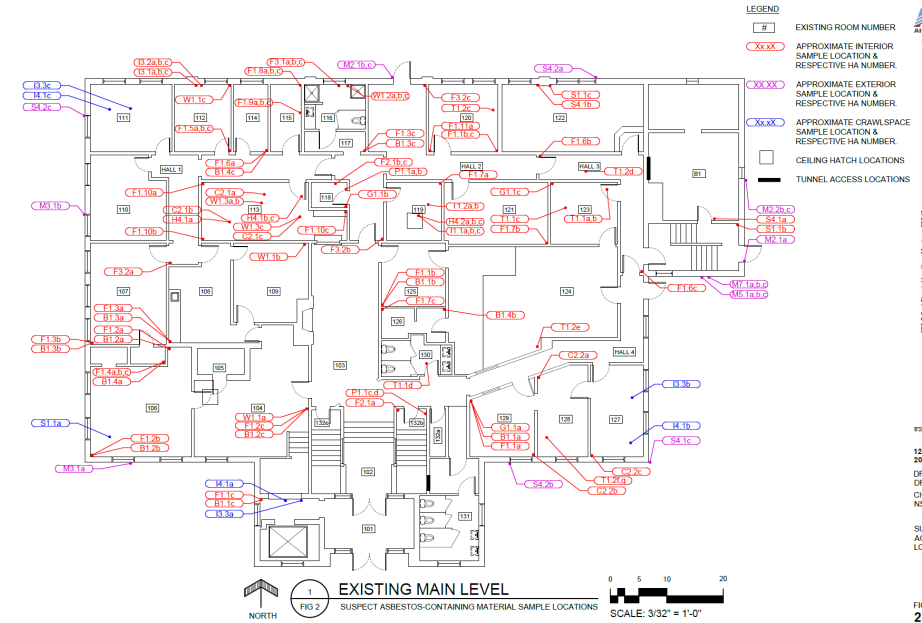 LEGEND
# EXISTING ROOM NUMBER
Xx.xX APPROXIMATE INTERIOR
SAMPLE LOCATION &
RESPECTIVE HA NUMBER.
XX.XX APPROXIMATE EXTERIOR
SAMPLE LOCATION &
RESPECTIVE HA NUMBER.
Xx.xX APPROXIMATE CRAWLSPACE
SAMPLE LOCATION &
RESPECTIVE HA NUMBER.
CEILING HATCH LOCATIONS
TUNNEL ACCESS LOCATIONS
I3.2a,b,c
F3.1a,b,c
M2.1b,c
I3.1a,b,c
F1.8a,b,c
S4.2a
I3.3c
I4.1c
S4.2c
W1.1c
F1.9a,b,c
W1.2a,b,c
F3.2c
T1.2c
S1.1c
S4.1b
111
112
114
115
116
120
122
F1.5a,b,c
F1.3c
B1.3c
F1.11a
F1.1b,c
F1.6b
117
F1.6a
B1.4c
F2.1b,c
P1.1a,b
F1.7a
HALL 1
HALL 2
HALL 3
T1.2d
B1
F1.10a
C2.1a
W1.3a,b
118
G1.1b
G1.1c
M3.1b
110
C2.1b
H4.1a
113
H4.1b,c
W1.3c
C2.1c
F1.10c
119
T1.2a,b
H4.2a,b,c
I1.1a,b,c
121
T1.1c
F1.7b
123
T1.1a,b
M2.2b,c
S4.1a
S1.1b
M2.1a
F1.10b
F3.2b
W1.1b
F3.2a
107
108
109
F1.1b
B1.1b
F1.7c
125
124
F1.6c
M7.1a,b,c
M5.1a,b,c
F1.3a
B1.3a
F1.2a
B1.2a
F1.3b
B1.3b
126
B1.4b
T1.2e
HALL 4
F1.4a,b,c
B1.4a
105
103
130
T1.1d
C2.2a
I3.3b
106
104
P1.1c,d
F2.1a
S1.1a
W1.1a
F1.2c
B1.2c
132c
132b
132a
129
G1.1a
B1.1a
F1.1a
128
127
I4.1b
S4.1c
F1.2b
B1.2b
M3.1a
102
C2.2c
T1.2f,g
C2.2b
S4.2b
I4.1a
F1.1c
B1.1c
I3.3a
101
131
NORTH
1
FIG 2
EXISTING MAIN LEVEL
SUSPECT ASBESTOS-CONTAINING MATERIAL SAMPLE LOCATIONS
0 5 10 20
SCALE: 3/32" = 1'-0"